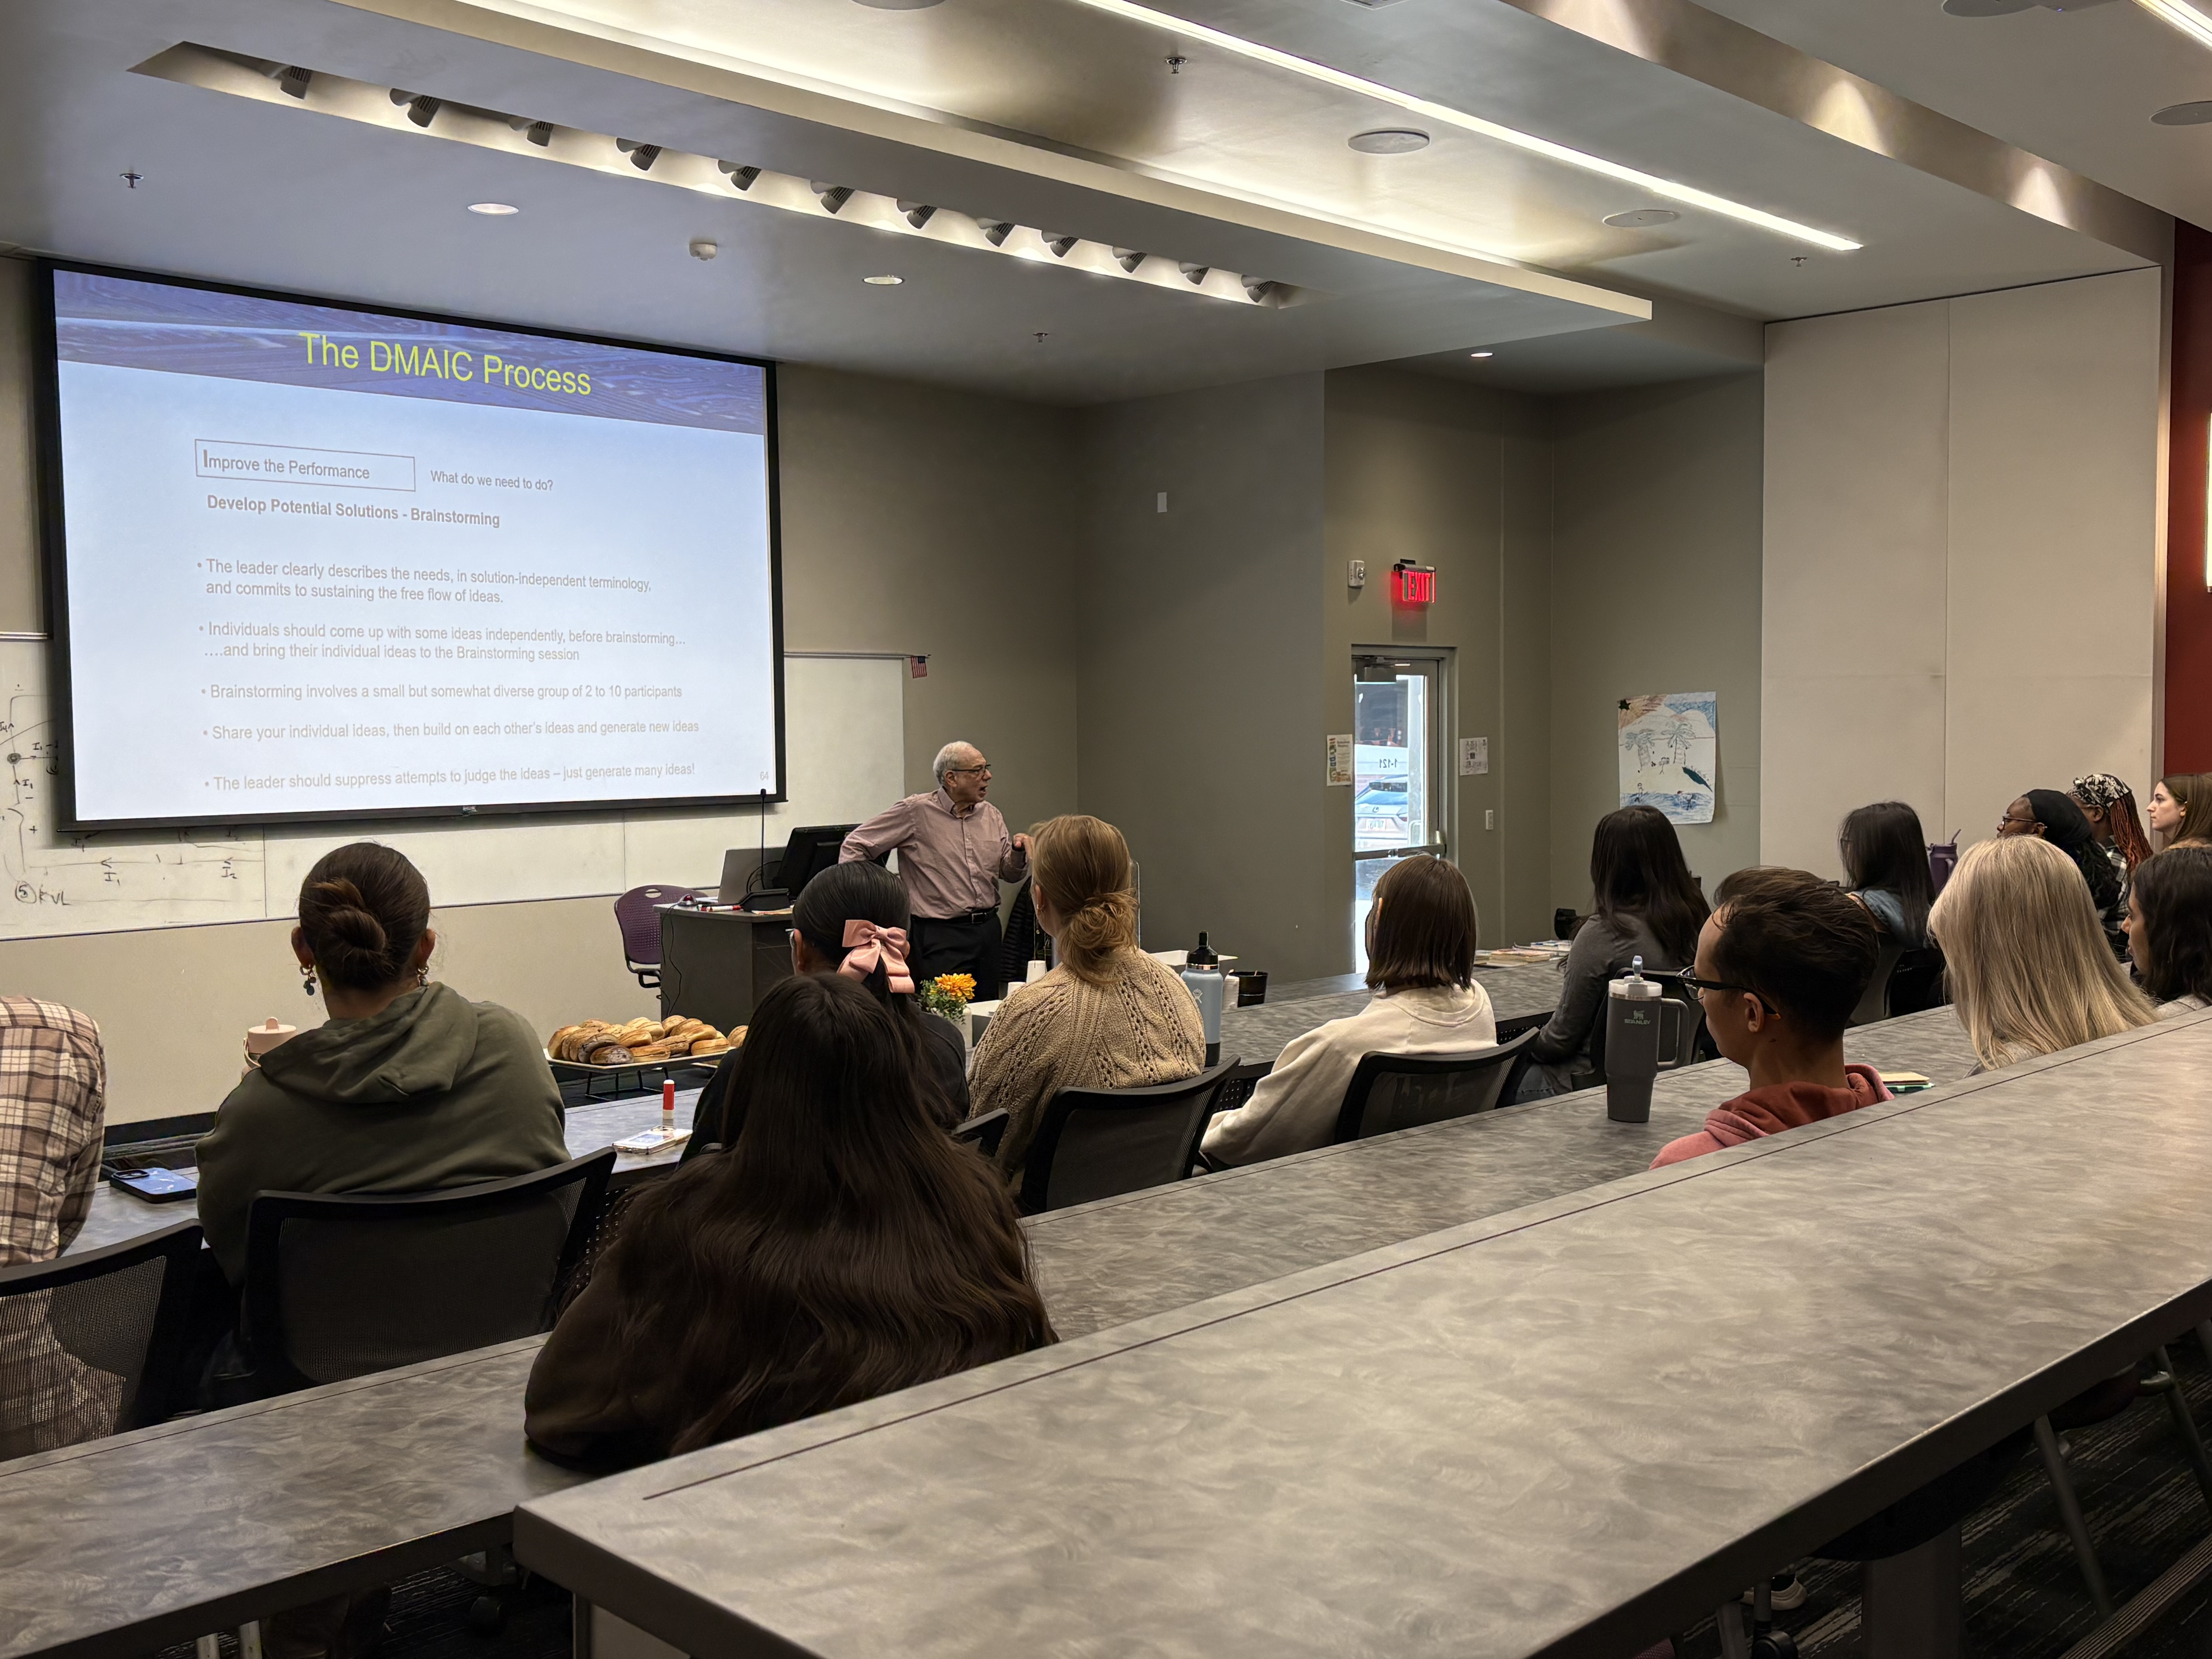 The DMAIC Process
Improve the Performance
What do we need to do?
Develop Potential Solutions - Brainstorming
• The leader clearly describes the needs, in solution-independent terminology,
and commits to sustaining the free flow of ideas.
• Individuals should come up with some ideas independently, before brainstorming…
….and bring their individual ideas to the Brainstorming session
• Brainstorming involves a small but somewhat diverse group of 2 to 10 participants
• Share your individual ideas, then build on each other's ideas and generate new ideas
• The leader should suppress attempts to judge the ideas – just generate many ideas!
64
EXIT
1-121
KVL
I₁
I₂
STANLEY